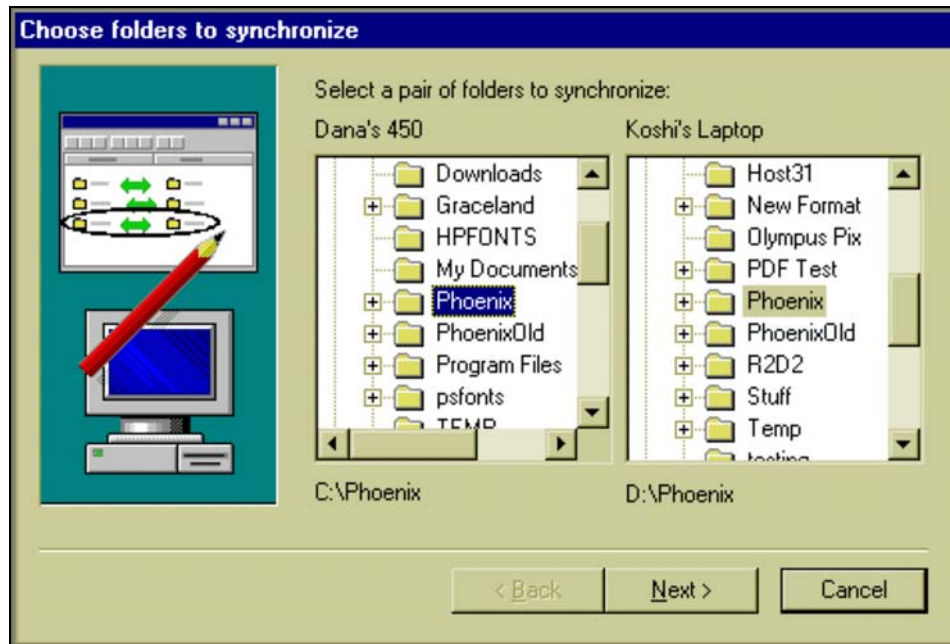 Choose folders to synchronize
Select a pair of folders to synchronize:
Dana's 450
Downloads
Graceland
HPFONTS
My Documents
Phoenix
PhoenixOld
Program Files
psfonts
TEMP
C:\Phoenix
Koshi's Laptop
Host31
New Format
Olympus Pix
PDF Test
Phoenix
PhoenixOld
R2D2
Stuff
Temp
testing
D:\Phoenix
< Back
Next >
Cancel